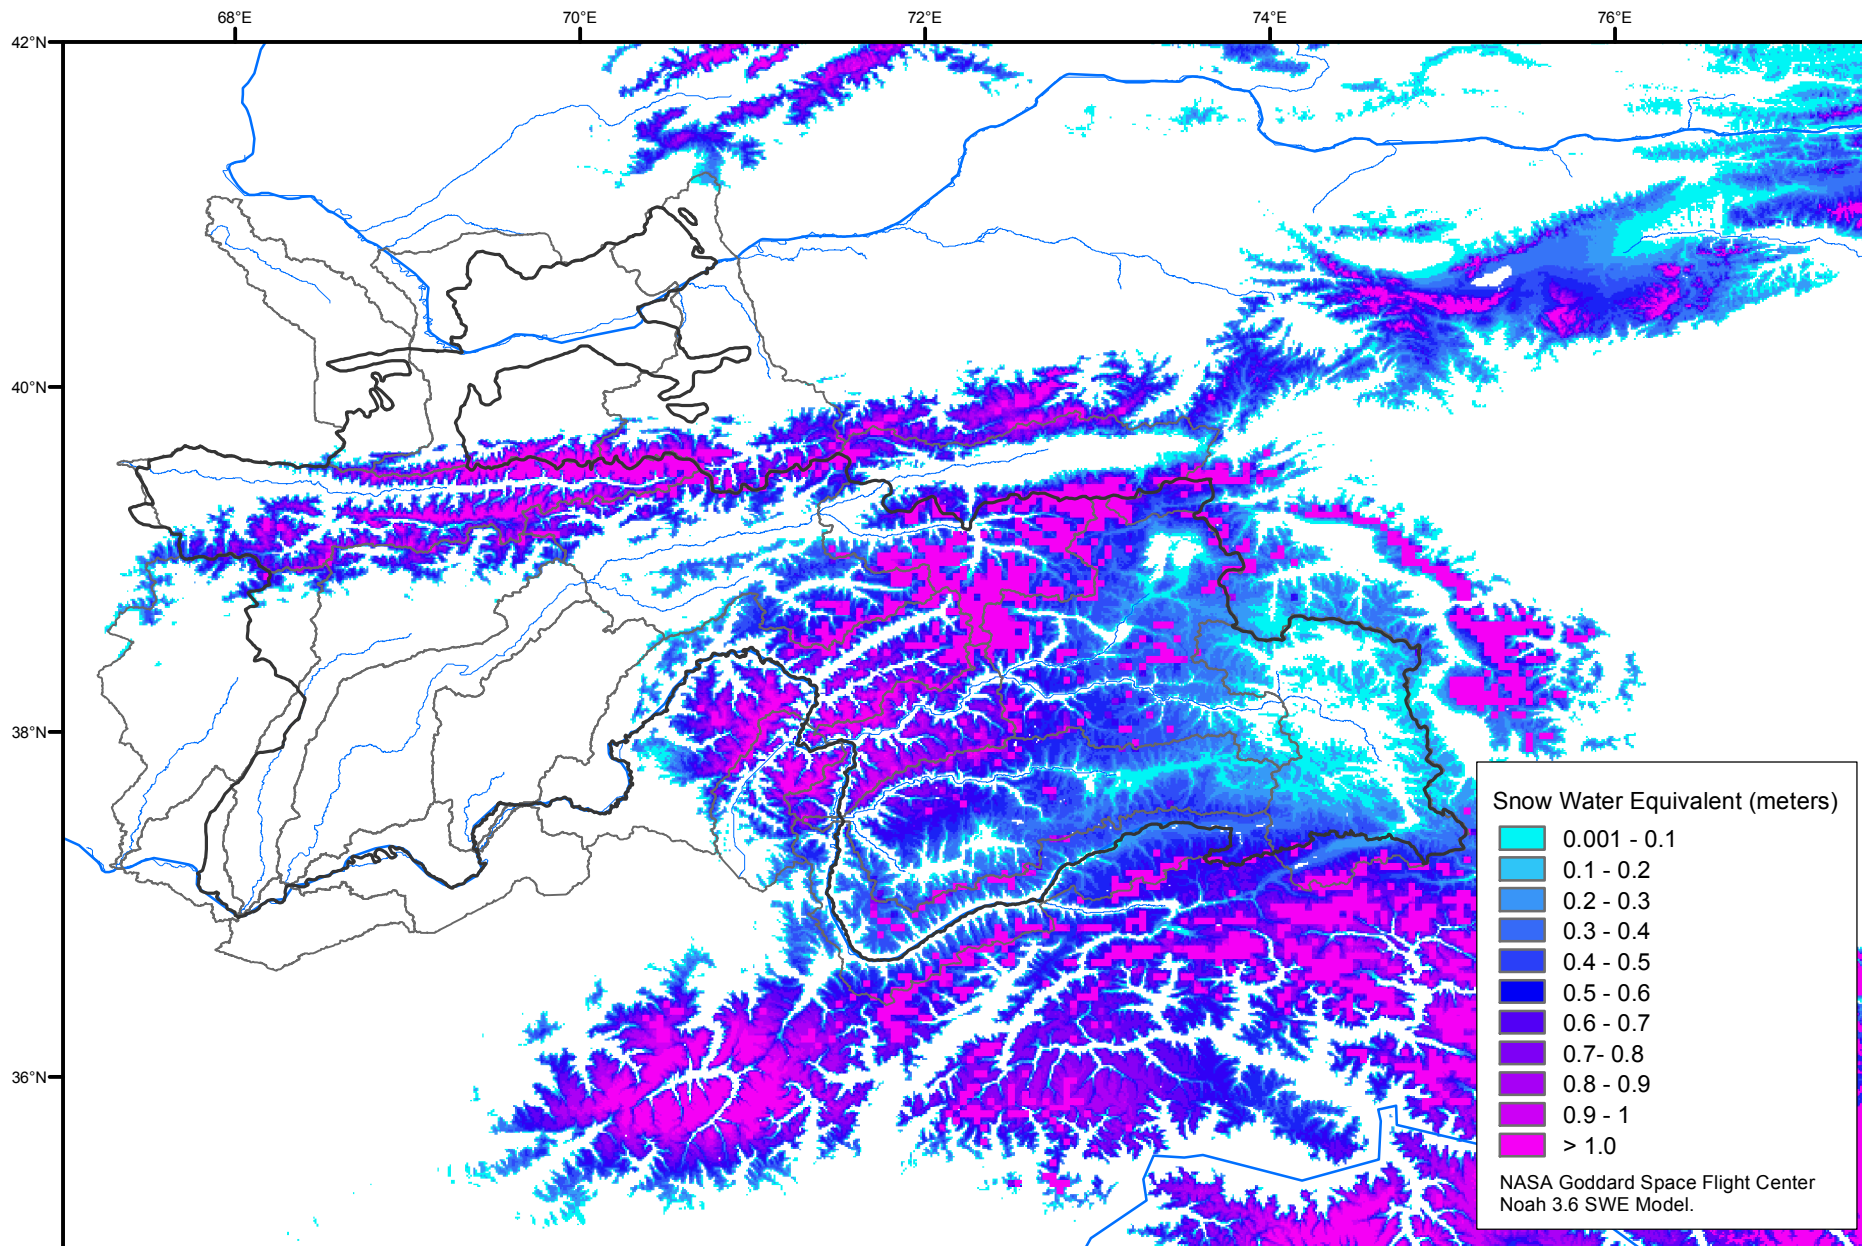 68°E 70°E 72°E 74°E 76°E
42°N
40°N
38°N
36°N
Snow Water Equivalent (meters)
0.001 - 0.1
0.1 - 0.2
0.2 - 0.3
0.3 - 0.4
0.4 - 0.5
0.5 - 0.6
0.6 - 0.7
0.7- 0.8
0.8 - 0.9
0.9 - 1
> 1.0
NASA Goddard Space Flight Center
Noah 3.6 SWE Model.